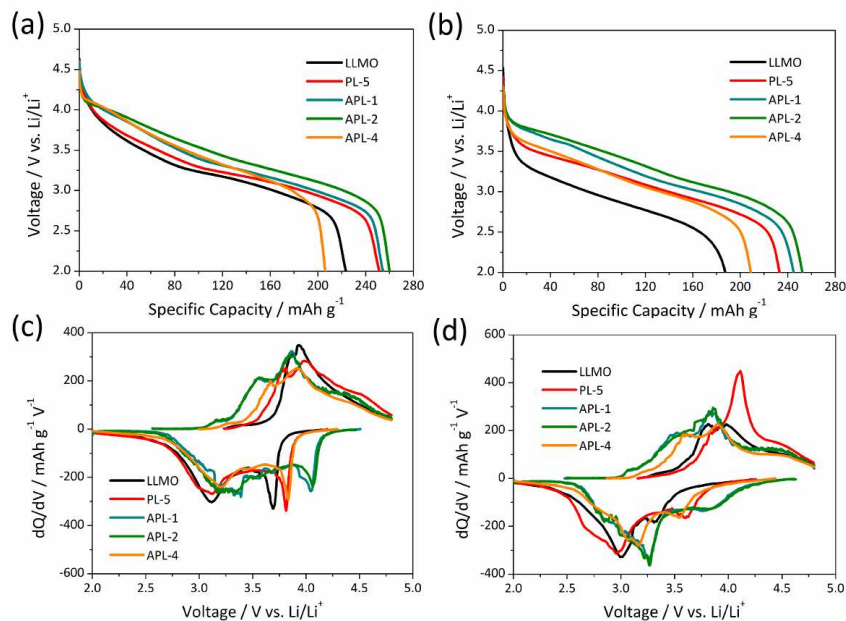 (a)
5.0
4.5
4.0
3.5
3.0
2.5
2.0
Voltage / V vs. Li/Li⁺
LLMO
PL-5
APL-1
APL-2
APL-4
0 40 80 120 160 200 240 280
Specific Capacity / mAh g⁻¹
(b)
5.0
4.5
4.0
3.5
3.0
2.5
2.0
Voltage / V vs. Li/Li⁺
LLMO
PL-5
APL-1
APL-2
APL-4
0 40 80 120 160 200 240 280
Specific Capacity / mAh g⁻¹
(c)
400
200
0
-200
-400
-600
dQ/dV / mAh g⁻¹ V⁻¹
LLMO
PL-5
APL-1
APL-2
APL-4
2.0 2.5 3.0 3.5 4.0 4.5 5.0
Voltage / V vs. Li/Li⁺
(d)
600
400
200
0
-200
-400
dQ/dV / mAh g⁻¹ V⁻¹
LLMO
PL-5
APL-1
APL-2
APL-4
2.0 2.5 3.0 3.5 4.0 4.5 5.0
Voltage / V vs. Li/Li⁺